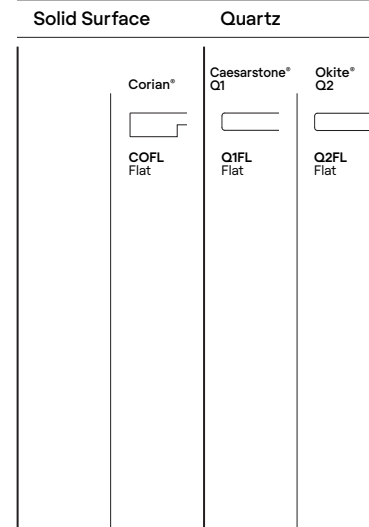 Solid Surface
Quartz
Corian®
COFL
Flat
Caesarstone®
Q1
Q1FL
Flat
Okite®
Q2
Q2FL
Flat